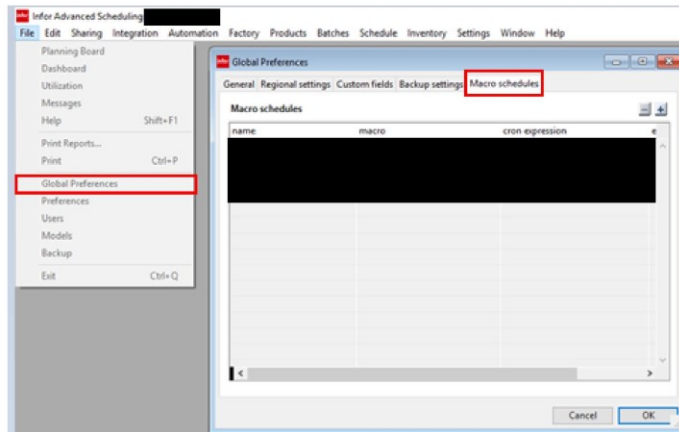 infor Infor Advanced Scheduling
File Edit Sharing Integration Automation Factory Products Batches Schedule Inventory Settings Window Help
Planning Board
Dashboard
Utilization
Messages
Help Shift+F1
Print Reports...
Print Ctrl+P
Global Preferences
Preferences
Users
Models
Backup
Exit Ctrl+Q
infor Global Preferences
General Regional settings Custom fields Backup settings Macro schedules
Macro schedules
name macro cron expression e
Cancel OK